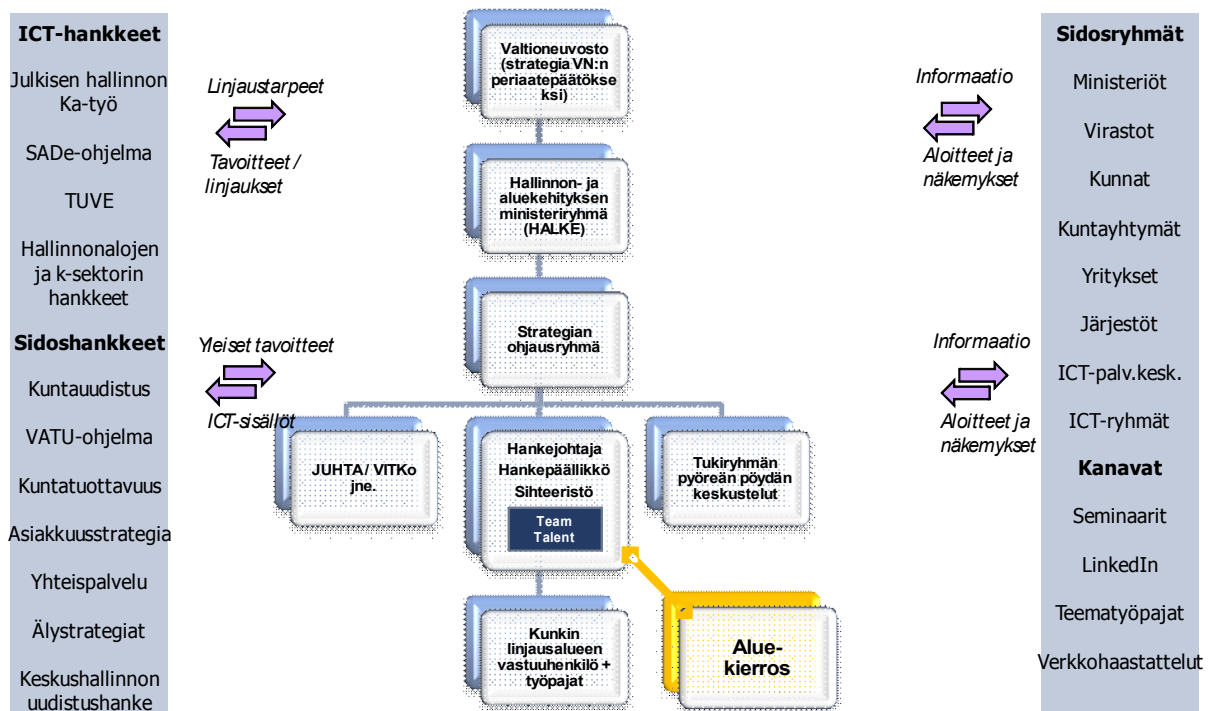 ICT-hankkeet
Julkisen hallinnon
Ka-työ
SADe-ohjelma
TUVE
Hallinnonalojen
ja k-sektorin
hankkeet
Sidoshankkeet
Kuntauudistus
VATU-ohjelma
Kuntatuottavuus
Asiakkuusstrategia
Yhteispalvelu
Älystrategiat
Keskushallinnon
uudistushanke
Linjaustarpeet
Tavoitteet /
linjaukset
Yleiset tavoitteet
ICT-sisällöt
Valtioneuvosto
(strategia VN:n
periaatepäätökse
ksi)
Hallinnon- ja
aluekehityksen
ministeriryhmä
(HALKE)
Strategian
ohjausryhmä
JUHTA / VITKo
jne.
Hankejohtaja
Hankepäällikkö
Sihteeristö
Team
Talent
Tukiryhmän
pyöreän pöydän
keskustelut
Kunkin
linjausalueen
vastuuhenkilö +
työpajat
Alue-
kierros
Informaatio
Aloitteet ja
näkemykset
Informaatio
Aloitteet ja
näkemykset
Sidosryhmät
Ministeriöt
Virastot
Kunnat
Kuntayhtymät
Yritykset
Järjestöt
ICT-palv.kesk.
ICT-ryhmät
Kanavat
Seminaarit
LinkedIn
Teematyöpajat
Verkkohaastattelut